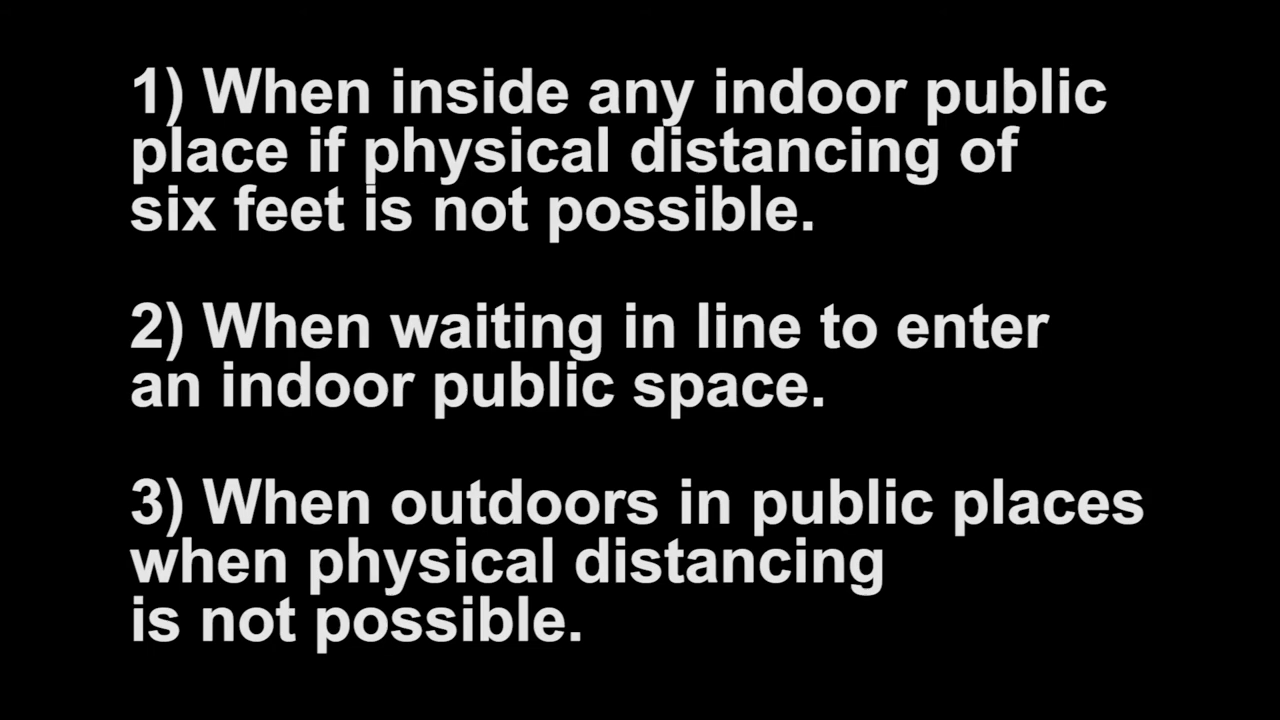 1) When inside any indoor public
place if physical distancing of
six feet is not possible.
2) When waiting in line to enter
an indoor public space.
3) When outdoors in public places
when physical distancing
is not possible.